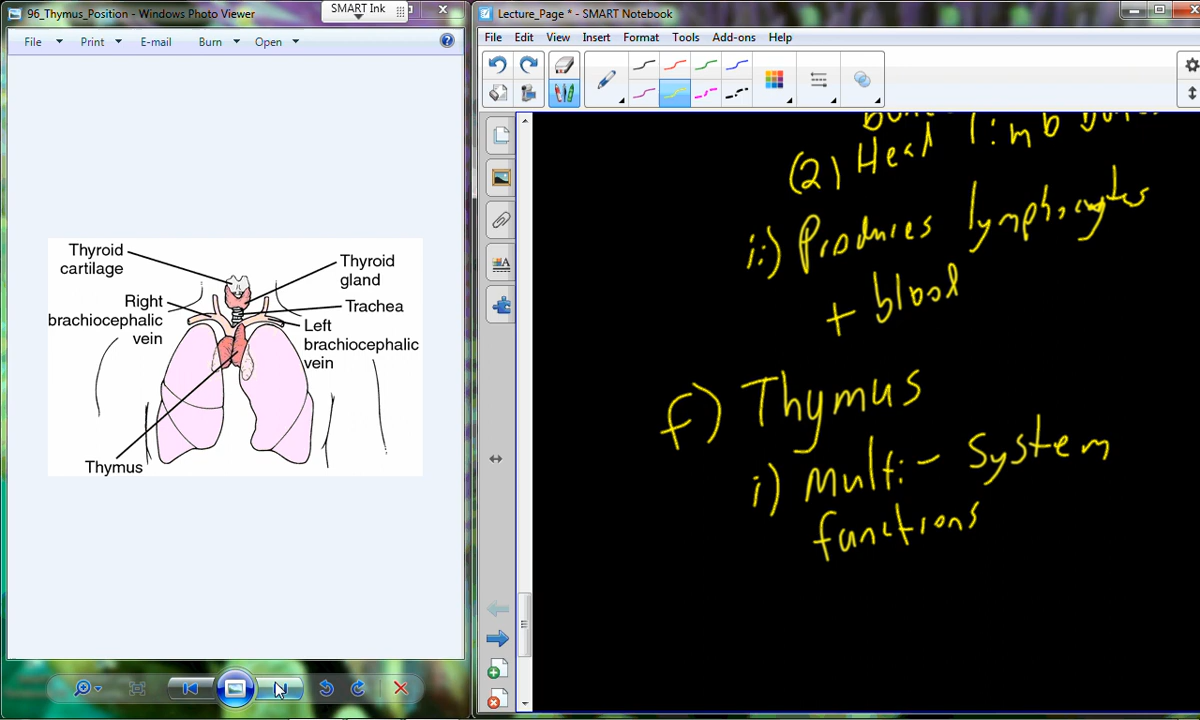 96_Thymus_Position - Windows Photo Viewer
SMART Ink
File Print E-mail Burn Open
Thyroid
cartilage
Thyroid
gland
Right
brachiocephalic
vein
Trachea
Left
brachiocephalic
vein
Thymus
Lecture_Page * - SMART Notebook
File Edit View Insert Format Tools Add-ons Help
(2) Head limb
ii) Produces lymphocytes
+ blood
f) Thymus
i) Multi-System
functions